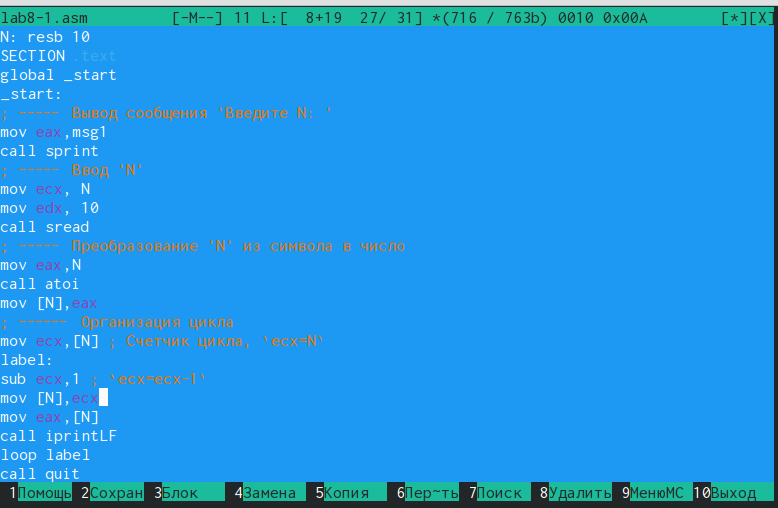 lab8-1.asm [-M--] 11 L:[ 8+19 27/ 31] *(716 / 763b) 0010 0x00A [*][X]
N: resb 10
SECTION .text
global _start
_start:
; ----- Вывод сообщения 'Введите N: '
mov eax,msg1
call sprint
; ----- Ввод 'N'
mov ecx, N
mov edx, 10
call sread
; ----- Преобразование 'N' из символа в число
mov eax,N
call atoi
mov [N],eax
; ------ Организация цикла
mov ecx,[N] ; Счетчик цикла, `ecx=N`
label:
sub ecx,1 ; `ecx=ecx-1`
mov [N],ecx
mov eax,[N]
call iprintLF
loop label
call quit
1Помощь 2Сохран 3Блок 4Замена 5Копия 6Пер~ть 7Поиск 8Удалить 9МенюМС 10Выход